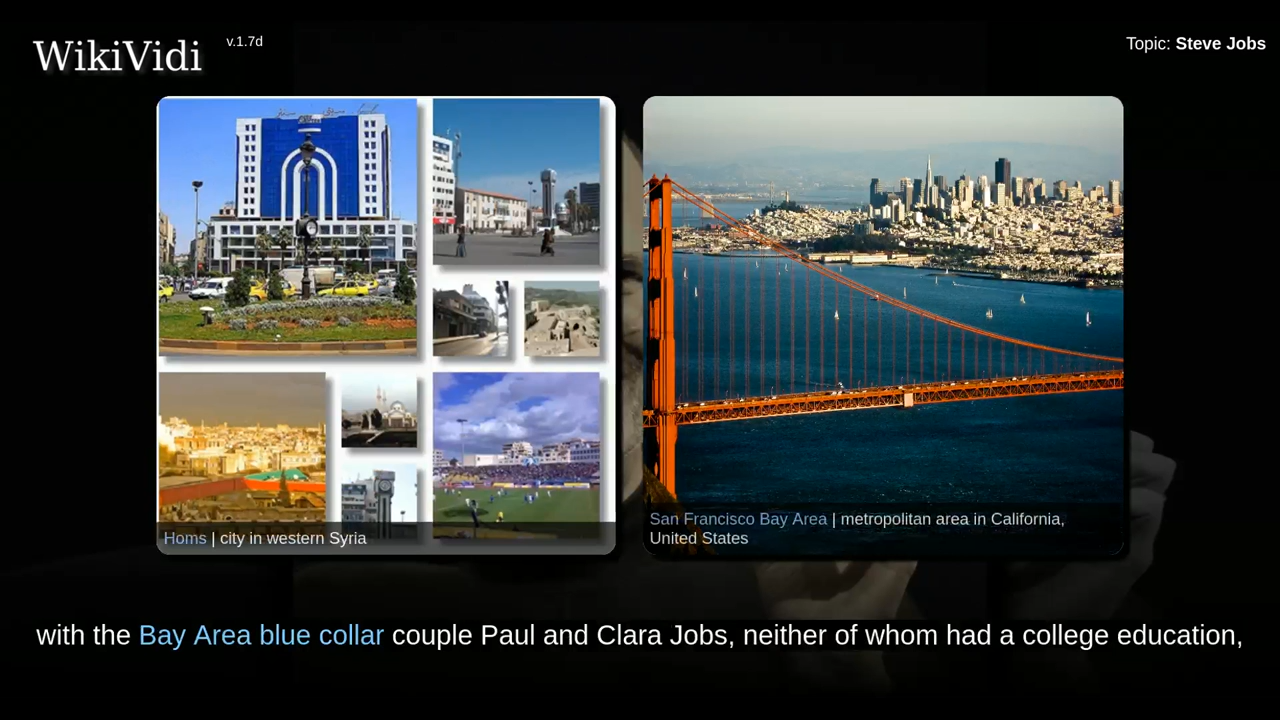 WikiVidi
v.1.7d
Topic: Steve Jobs
Homs | city in western Syria
San Francisco Bay Area | metropolitan area in California,
United States
with the Bay Area blue collar couple Paul and Clara Jobs, neither of whom had a college education,